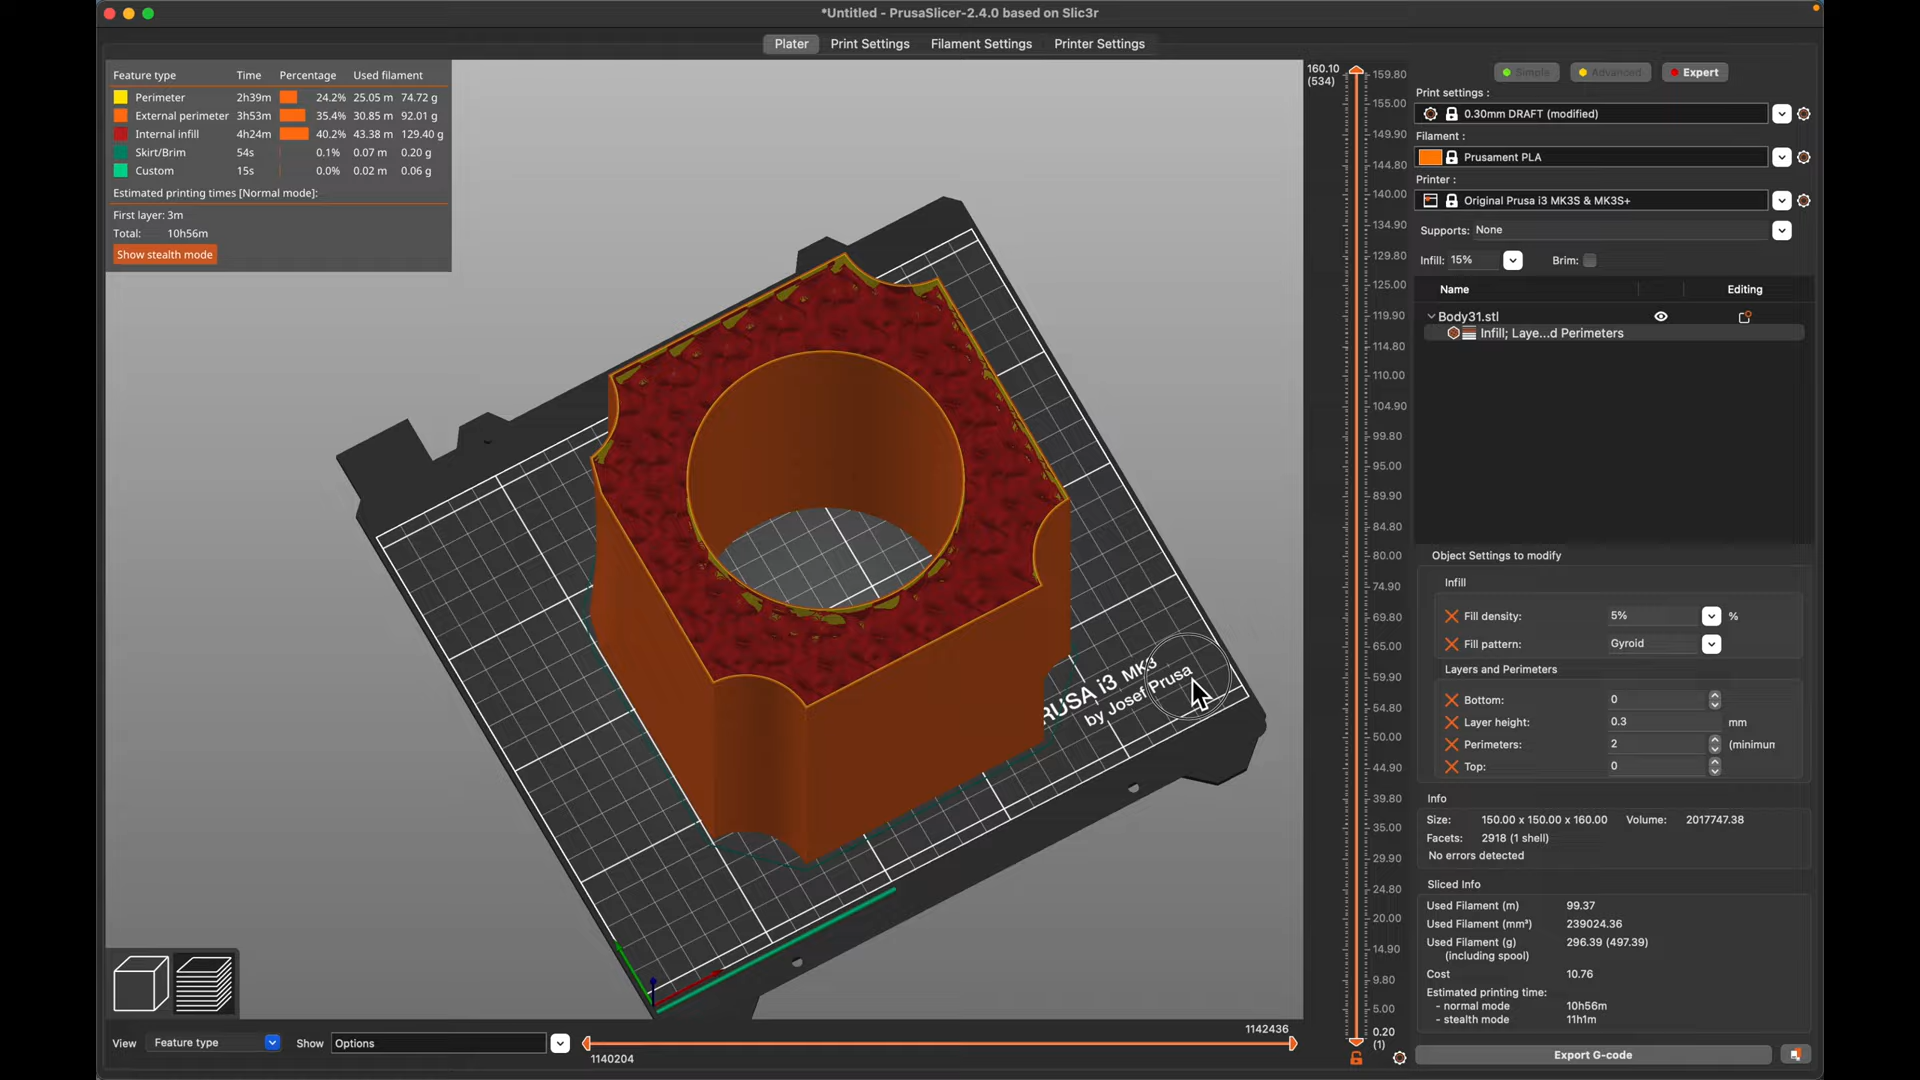 *Untitled - PrusaSlicer-2.4.0 based on Slic3r
Plater Print Settings Filament Settings Printer Settings
Feature type Time Percentage Used filament
Perimeter 2h39m 24.2% 25.05 m 74.72 g
External perimeter 3h53m 35.4% 30.85 m 92.01 g
Internal infill 4h24m 40.2% 43.38 m 129.40 g
Skirt/Brim 54s 0.1% 0.07 m 0.20 g
Custom 15s 0.0% 0.02 m 0.06 g
Estimated printing times [Normal mode]:
First layer: 3m
Total: 10h56m
Show stealth mode
PRUSA i3 MK3
by Josef Prusa
View Feature type Show Options
1142436
1140204
160.10
(534)
159.80
155.00
149.90
144.80
140.00
134.90
129.80
125.00
119.90
114.80
110.00
104.90
99.80
95.00
89.90
84.80
80.00
74.90
69.80
65.00
59.90
54.80
50.00
44.90
39.80
35.00
29.90
24.80
20.00
14.90
9.80
5.00
0.20
(1)
Simple Advanced Expert
Print settings :
0.30mm DRAFT (modified)
Filament :
Prusament PLA
Printer :
Original Prusa i3 MK3S & MK3S+
Supports: None
Infill: 15% Brim:
Name Editing
Body31.stl
Infill; Laye...d Perimeters
Object Settings to modify
Infill
Fill density: 5% %
Fill pattern: Gyroid
Layers and Perimeters
Bottom: 0
Layer height: 0.3 mm
Perimeters: 2 (minimun
Top: 0
Info
Size: 150.00 x 150.00 x 160.00 Volume: 2017747.38
Facets: 2918 (1 shell)
No errors detected
Sliced Info
Used Filament (m) 99.37
Used Filament (mm³) 239024.36
Used Filament (g) 296.39 (497.39)
(including spool)
Cost 10.76
Estimated printing time:
- normal mode 10h56m
- stealth mode 11h1m
Export G-code